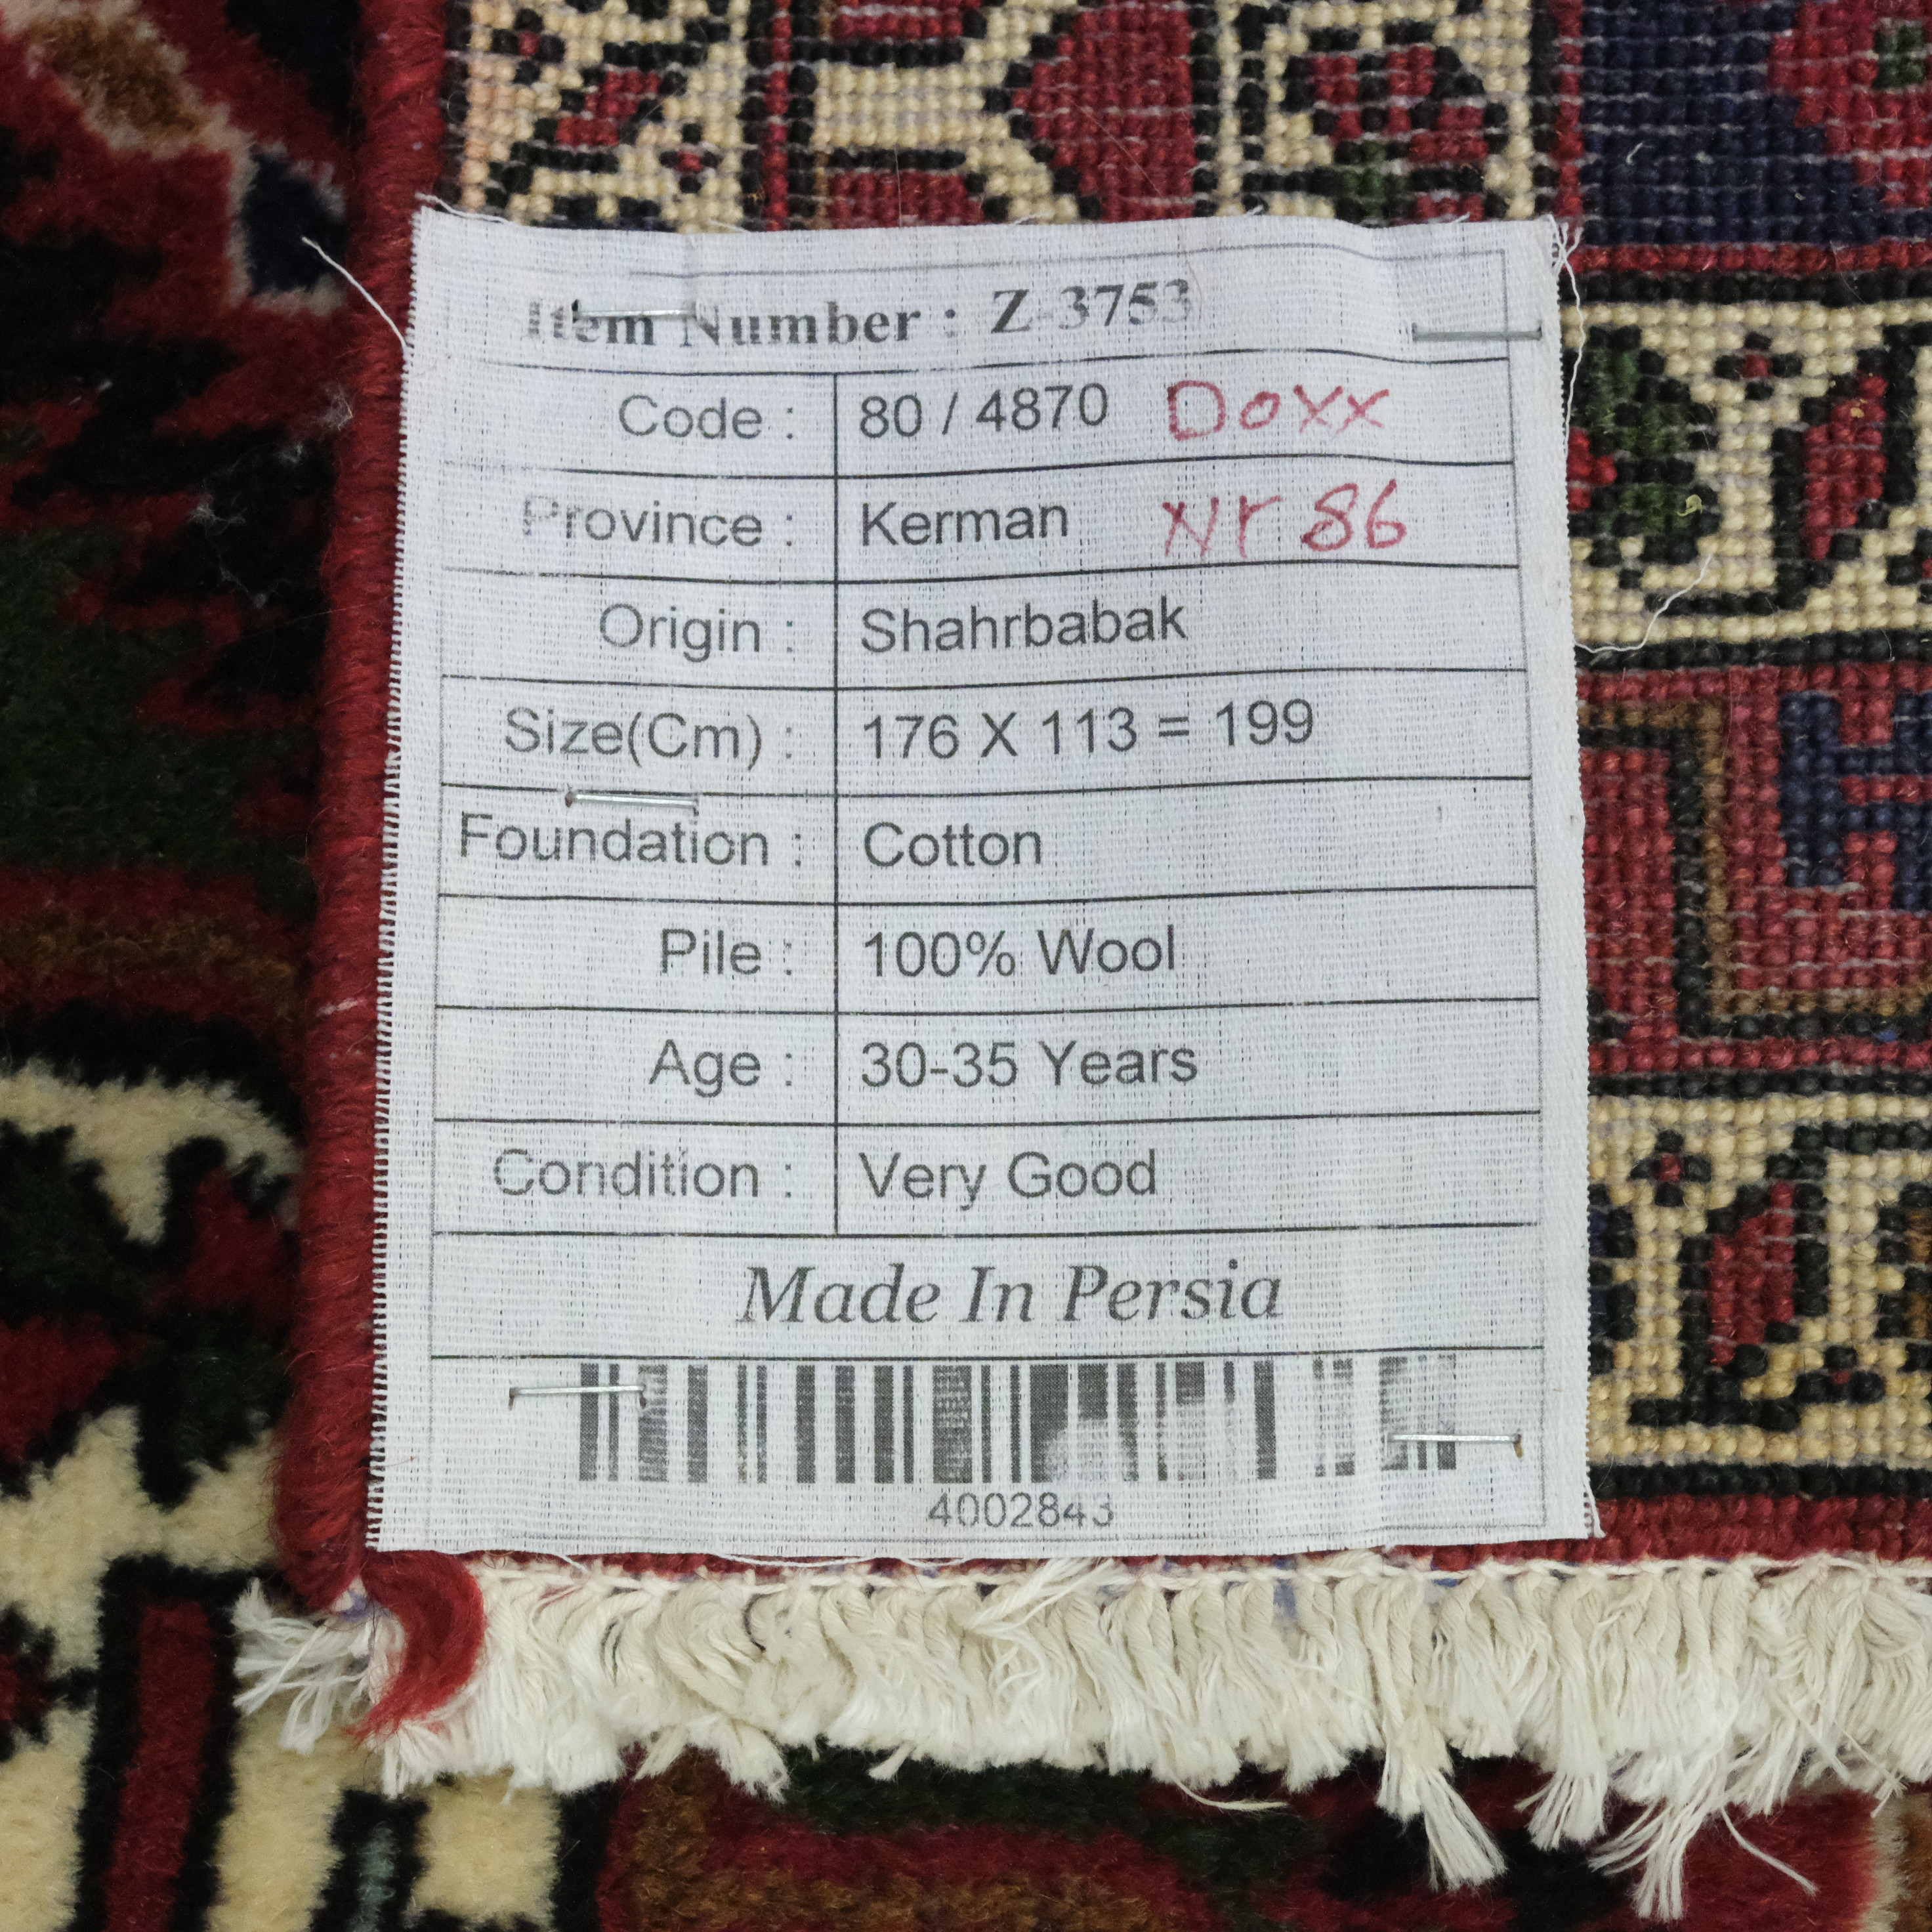 Item Number : Z-3753
Code : 80 / 4870 Doxx
Province : Kerman Nr 86
Origin : Shahrbabak
Size(Cm) : 176 X 113 = 199
Foundation : Cotton
Pile : 100% Wool
Age : 30-35 Years
Condition : Very Good
Made In Persia
4002843